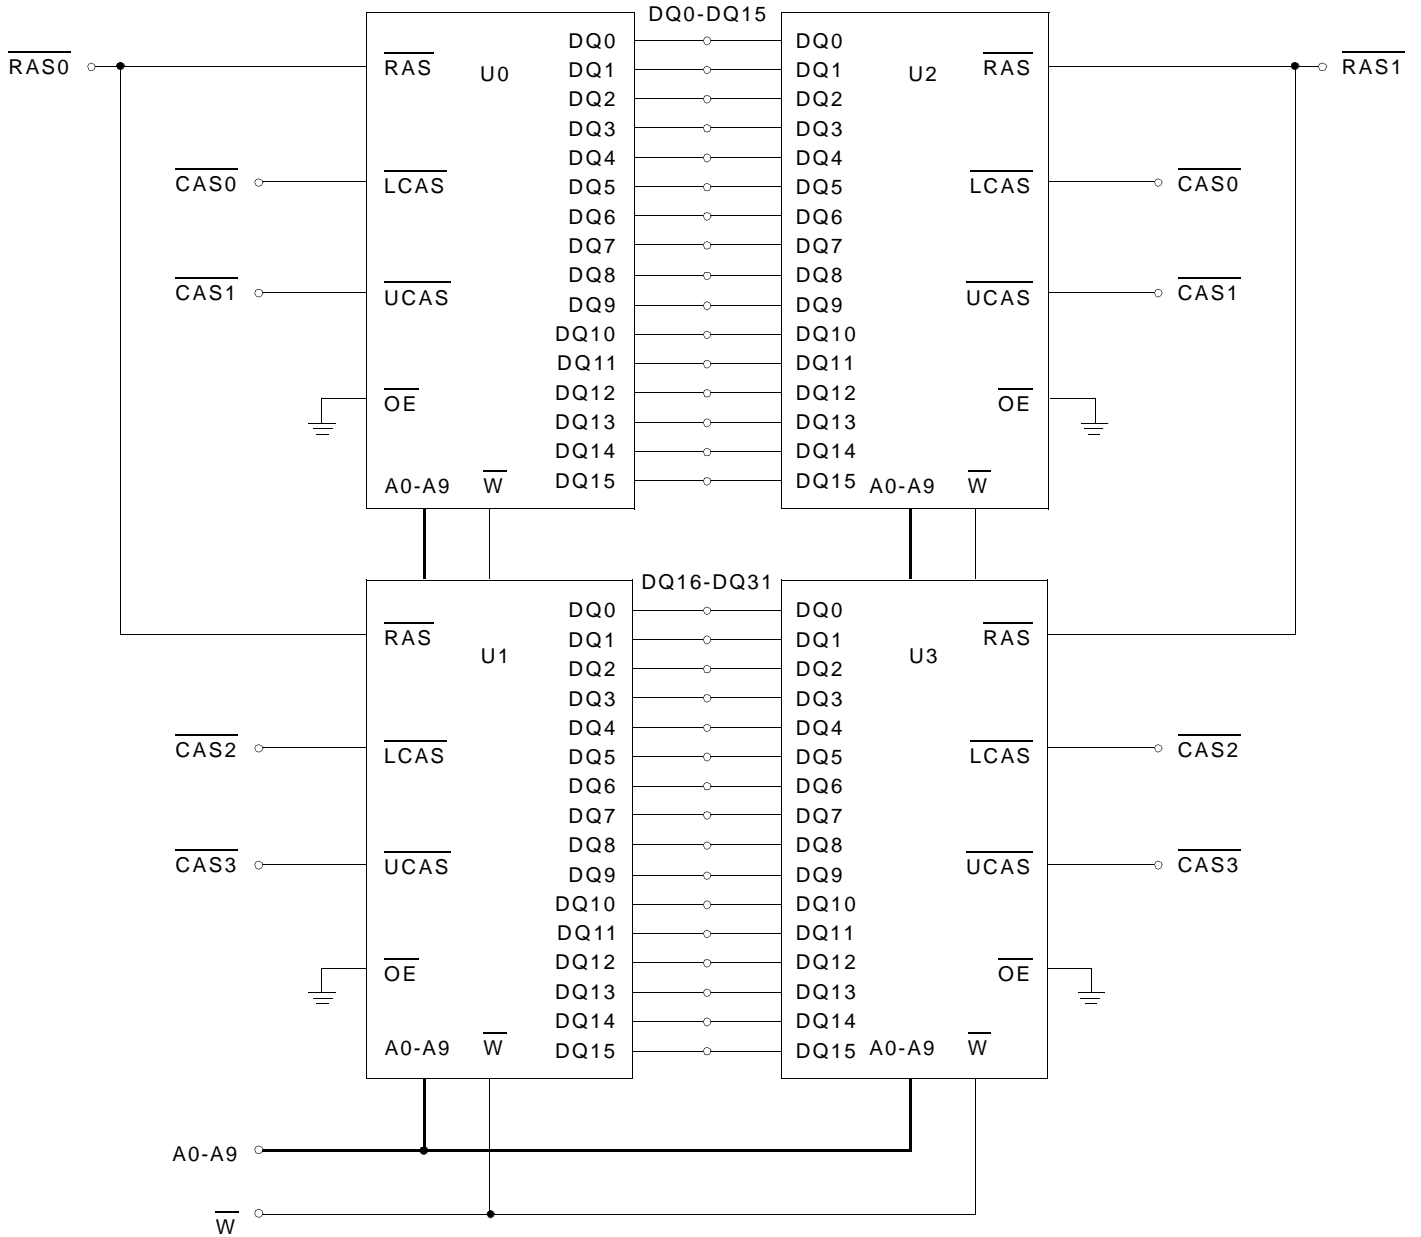 DQ0-DQ15
RAS0
RAS
U0
DQ0
DQ1
DQ2
DQ3
DQ4
DQ5
DQ6
DQ7
DQ8
DQ9
DQ10
DQ11
DQ12
DQ13
DQ14
DQ15
CAS0
LCAS
CAS1
UCAS
OE
A0-A9
W
DQ0
DQ1
DQ2
DQ3
DQ4
DQ5
DQ6
DQ7
DQ8
DQ9
DQ10
DQ11
DQ12
DQ13
DQ14
DQ15
U2
RAS
RAS1
LCAS
CAS0
UCAS
CAS1
OE
A0-A9
W
DQ16-DQ31
RAS
U1
DQ0
DQ1
DQ2
DQ3
DQ4
DQ5
DQ6
DQ7
DQ8
DQ9
DQ10
DQ11
DQ12
DQ13
DQ14
DQ15
CAS2
LCAS
CAS3
UCAS
OE
A0-A9
W
DQ0
DQ1
DQ2
DQ3
DQ4
DQ5
DQ6
DQ7
DQ8
DQ9
DQ10
DQ11
DQ12
DQ13
DQ14
DQ15
U3
RAS
LCAS
CAS2
UCAS
CAS3
OE
A0-A9
W
A0-A9
W